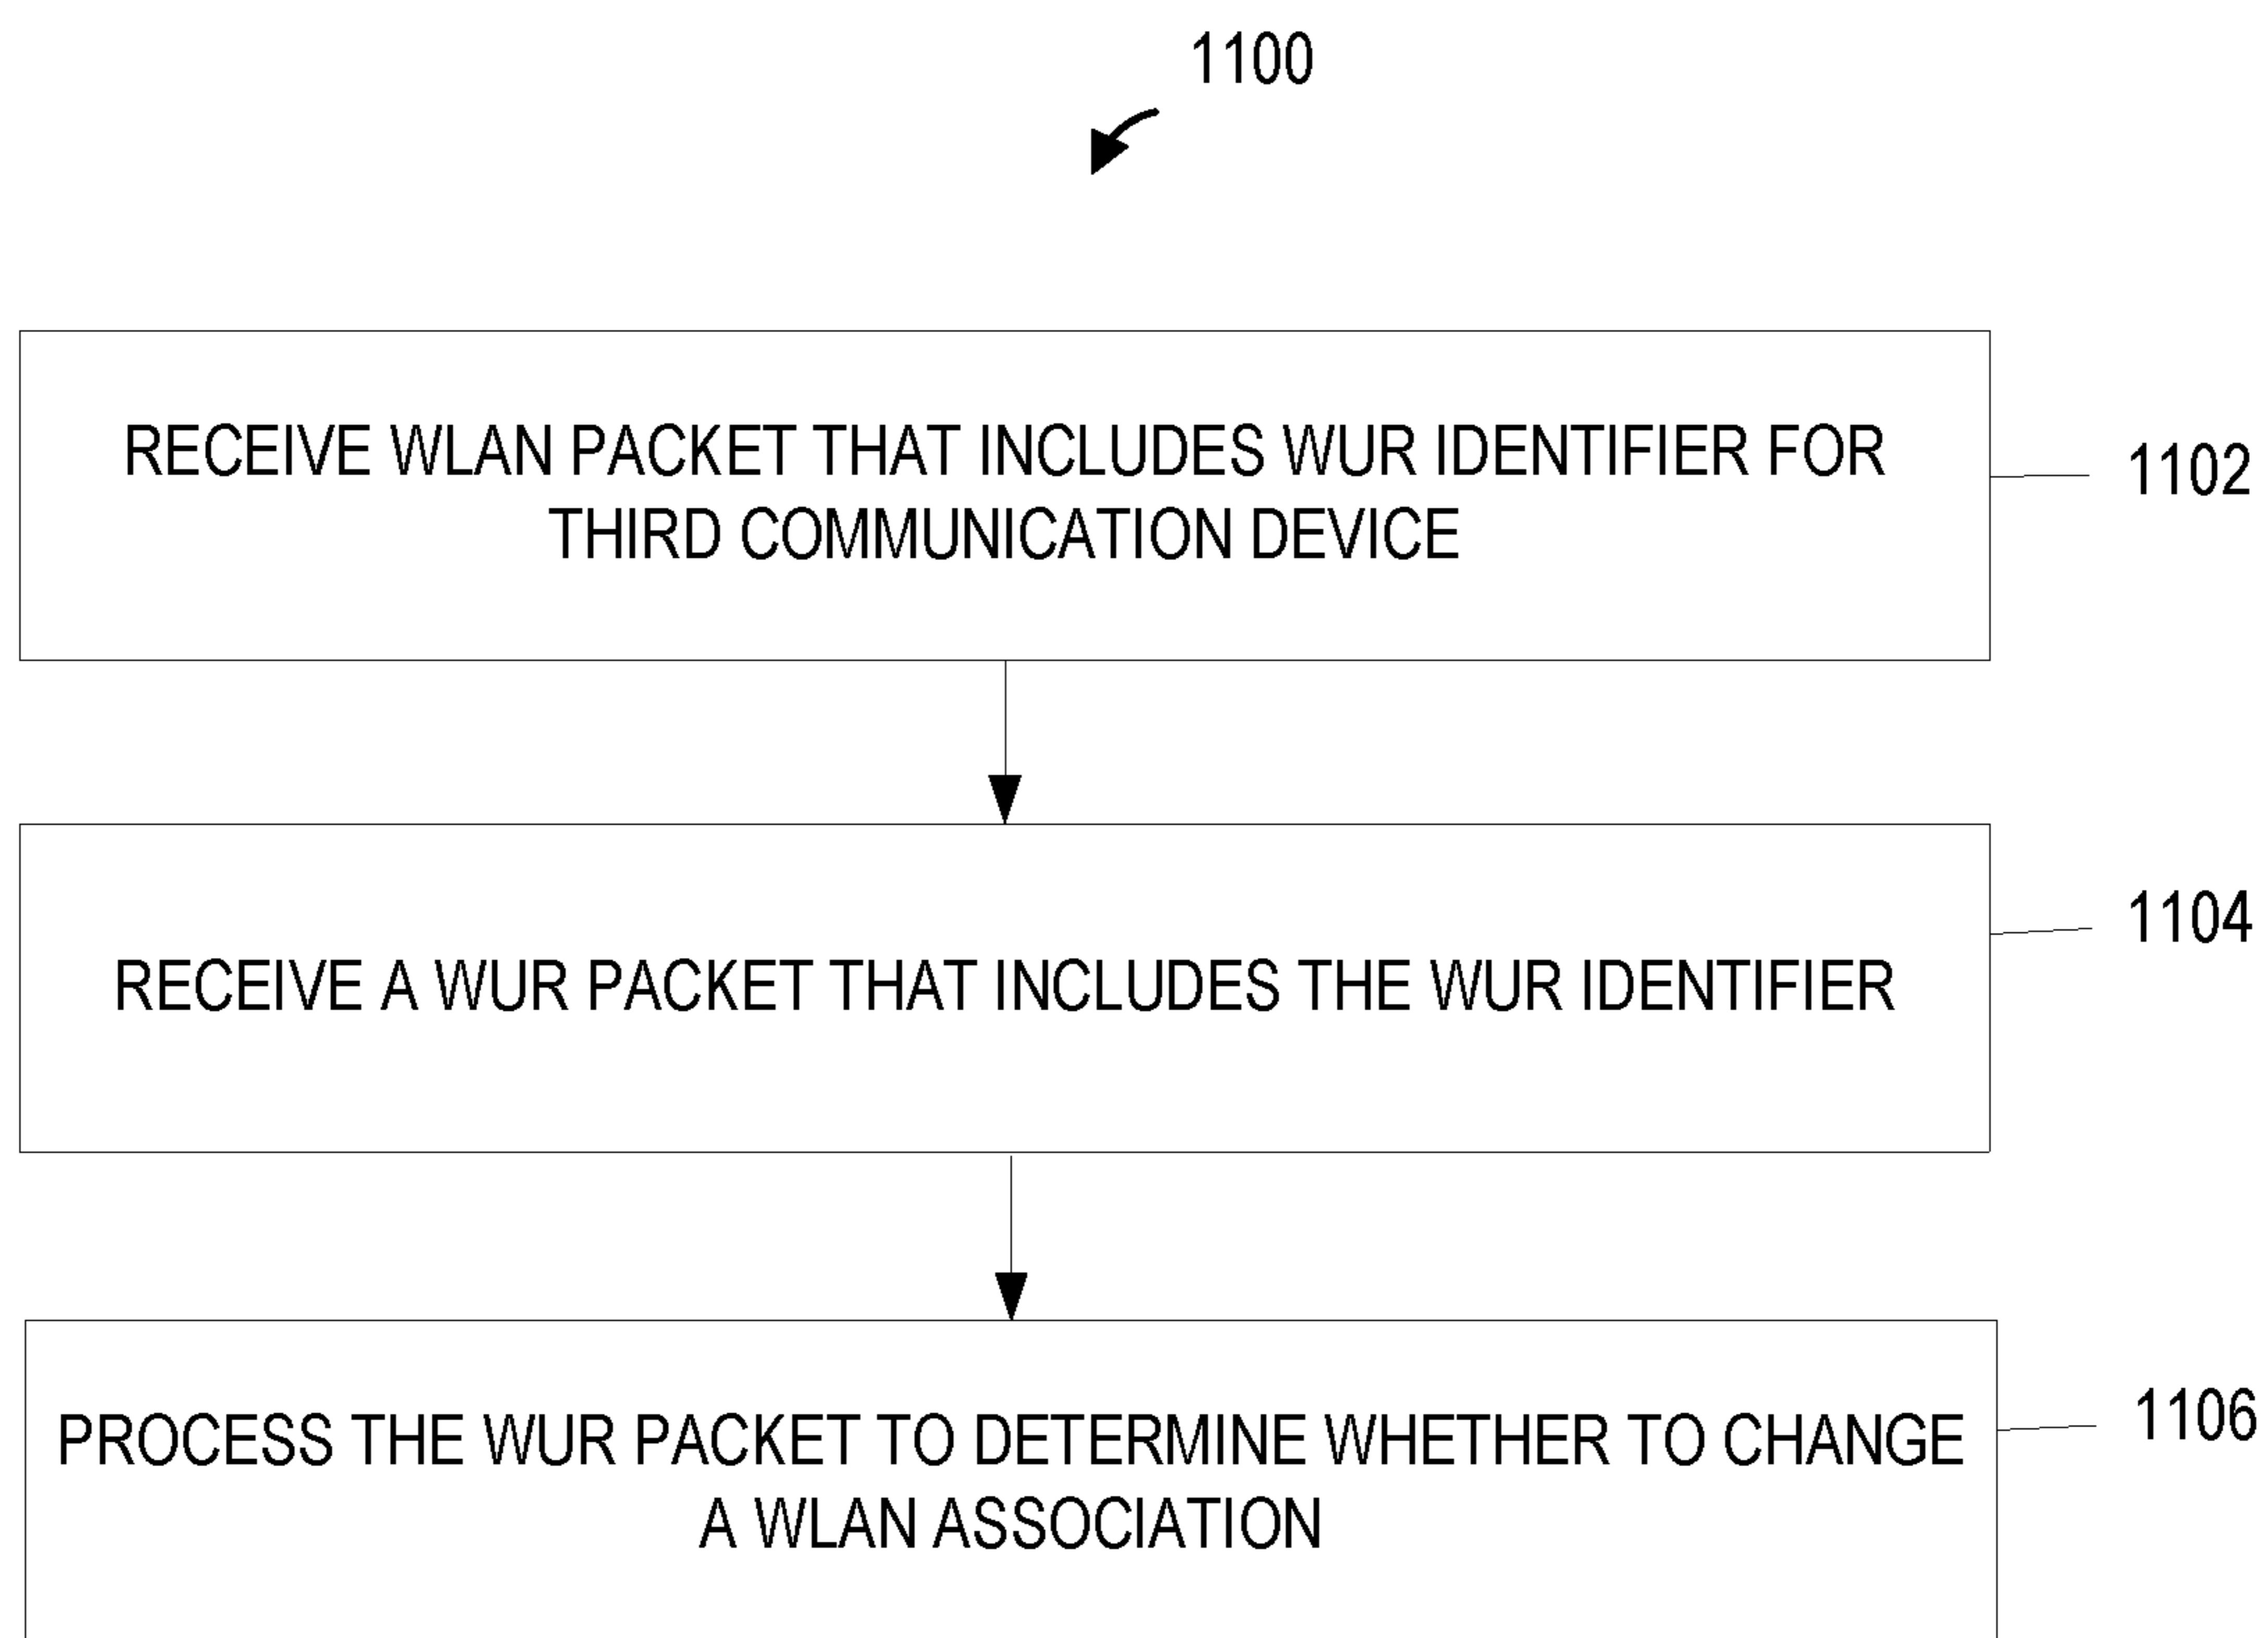 1100
RECEIVE WLAN PACKET THAT INCLUDES WUR IDENTIFIER FOR
THIRD COMMUNICATION DEVICE
1102
RECEIVE A WUR PACKET THAT INCLUDES THE WUR IDENTIFIER
1104
PROCESS THE WUR PACKET TO DETERMINE WHETHER TO CHANGE
A WLAN ASSOCIATION
1106